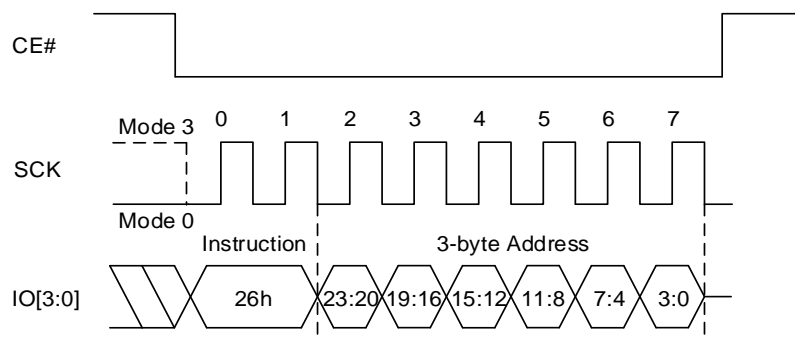 CE#
Mode 3 0 1 2 3 4 5 6 7
SCK
Mode 0
Instruction 3-byte Address
IO[3:0] 26h 23:20 19:16 15:12 11:8 7:4 3:0